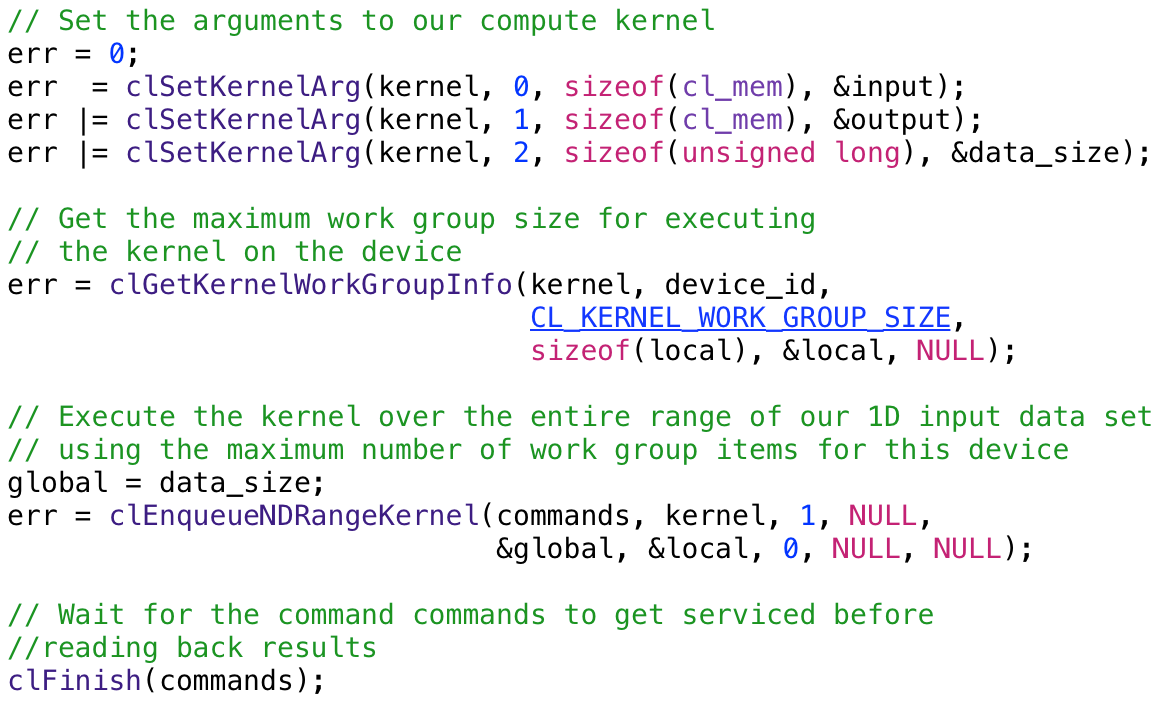 // Set the arguments to our compute kernel
err = 0;
err  = clSetKernelArg(kernel, 0, sizeof(cl_mem), &input);
err |= clSetKernelArg(kernel, 1, sizeof(cl_mem), &output);
err |= clSetKernelArg(kernel, 2, sizeof(unsigned long), &data_size);

// Get the maximum work group size for executing
// the kernel on the device
err = clGetKernelWorkGroupInfo(kernel, device_id,
                               CL_KERNEL_WORK_GROUP_SIZE,
                               sizeof(local), &local, NULL);

// Execute the kernel over the entire range of our 1D input data set
// using the maximum number of work group items for this device
global = data_size;
err = clEnqueueNDRangeKernel(commands, kernel, 1, NULL,
                             &global, &local, 0, NULL, NULL);

// Wait for the command commands to get serviced before
//reading back results
clFinish(commands);